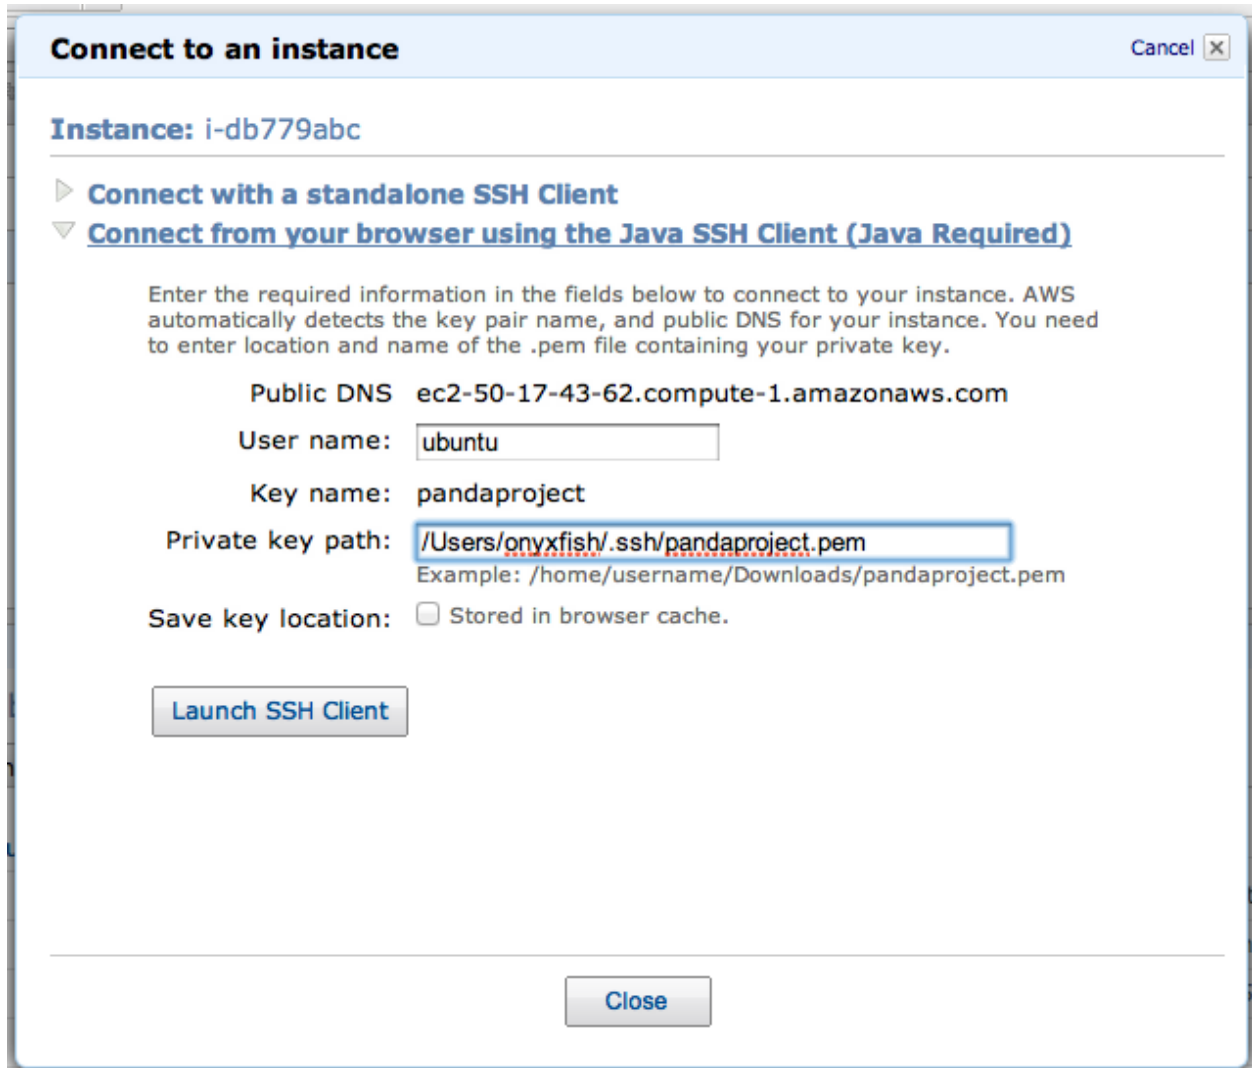 Connect to an instance
Cancel
Instance: i-db779abc
Connect with a standalone SSH Client
Connect from your browser using the Java SSH Client (Java Required)
Enter the required information in the fields below to connect to your instance. AWS
automatically detects the key pair name, and public DNS for your instance. You need
to enter location and name of the .pem file containing your private key.
Public DNS ec2-50-17-43-62.compute-1.amazonaws.com
User name: ubuntu
Key name: pandaproject
Private key path: /Users/onyxfish/.ssh/pandaproject.pem
Example: /home/username/Downloads/pandaproject.pem
Save key location: Stored in browser cache.
Launch SSH Client
Close